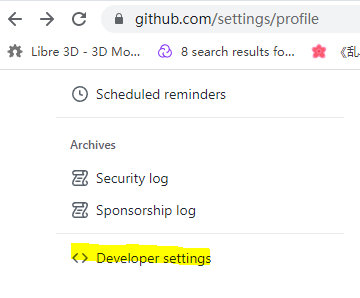 github.com/settings/profile
Libre 3D - 3D Mo...
8 search results fo...
《乱
Scheduled reminders
Archives
Security log
Sponsorship log
Developer settings